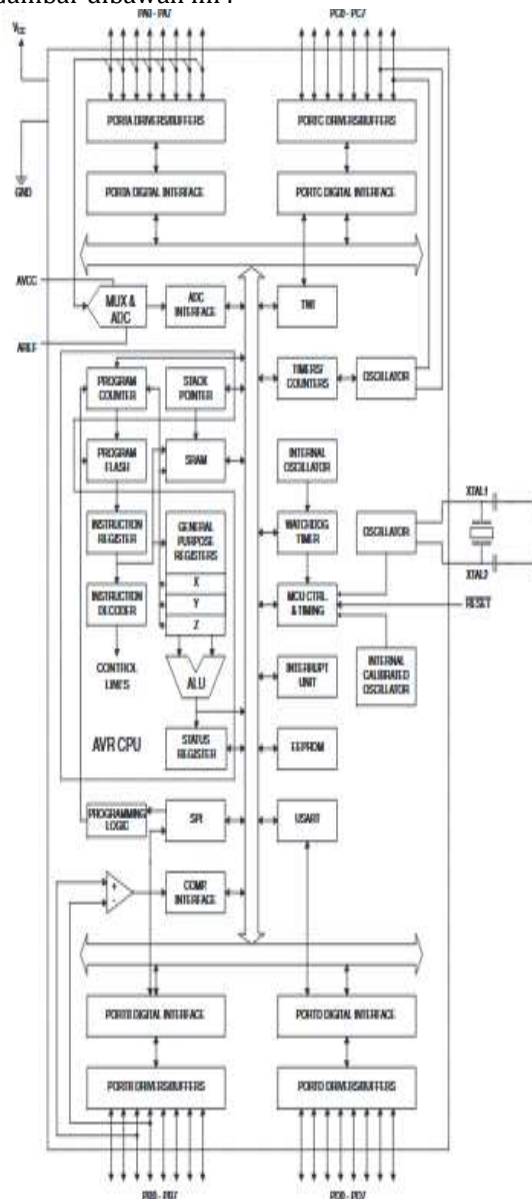 gambar dibawah ini :
PA0 - PA7
PC0 - PC7
VCC
PORTA DRIVERS/BUFFERS
PORTC DRIVERS/BUFFERS
GND
PORTA DIGITAL INTERFACE
PORTC DIGITAL INTERFACE
AVCC
MUX &
ADC
ADC
INTERFACE
TWI
AREF
PROGRAM
COUNTER
STACK
POINTER
TIMERS/
COUNTERS
OSCILLATOR
PROGRAM
FLASH
SRAM
INTERNAL
OSCILLATOR
XTAL1
INSTRUCTION
REGISTER
GENERAL
PURPOSE
REGISTERS
WATCHDOG
TIMER
OSCILLATOR
X
XTAL2
INSTRUCTION
DECODER
Y
MCU CTRL.
& TIMING
RESET
Z
CONTROL
LINES
ALU
INTERRUPT
UNIT
INTERNAL
CALIBRATED
OSCILLATOR
AVR CPU
STATUS
REGISTER
EEPROM
PROGRAMMING
LOGIC
SPI
USART
+
-
COMP.
INTERFACE
PORTB DIGITAL INTERFACE
PORTD DIGITAL INTERFACE
PORTB DRIVERS/BUFFERS
PORTD DRIVERS/BUFFERS
PB0 - PB7
PD0 - PD7